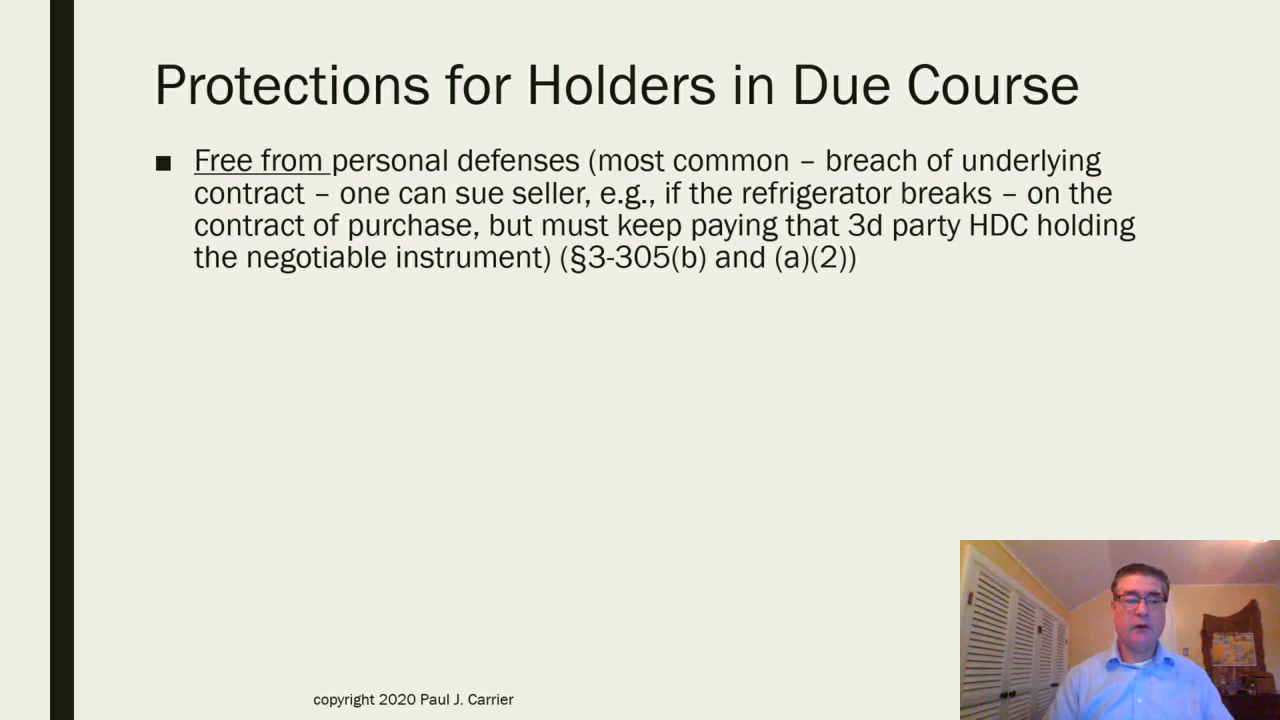 Protections for Holders in Due Course
■ Free from personal defenses (most common – breach of underlying
contract – one can sue seller, e.g., if the refrigerator breaks – on the
contract of purchase, but must keep paying that 3d party HDC holding
the negotiable instrument) (§3-305(b) and (a)(2))
copyright 2020 Paul J. Carrier